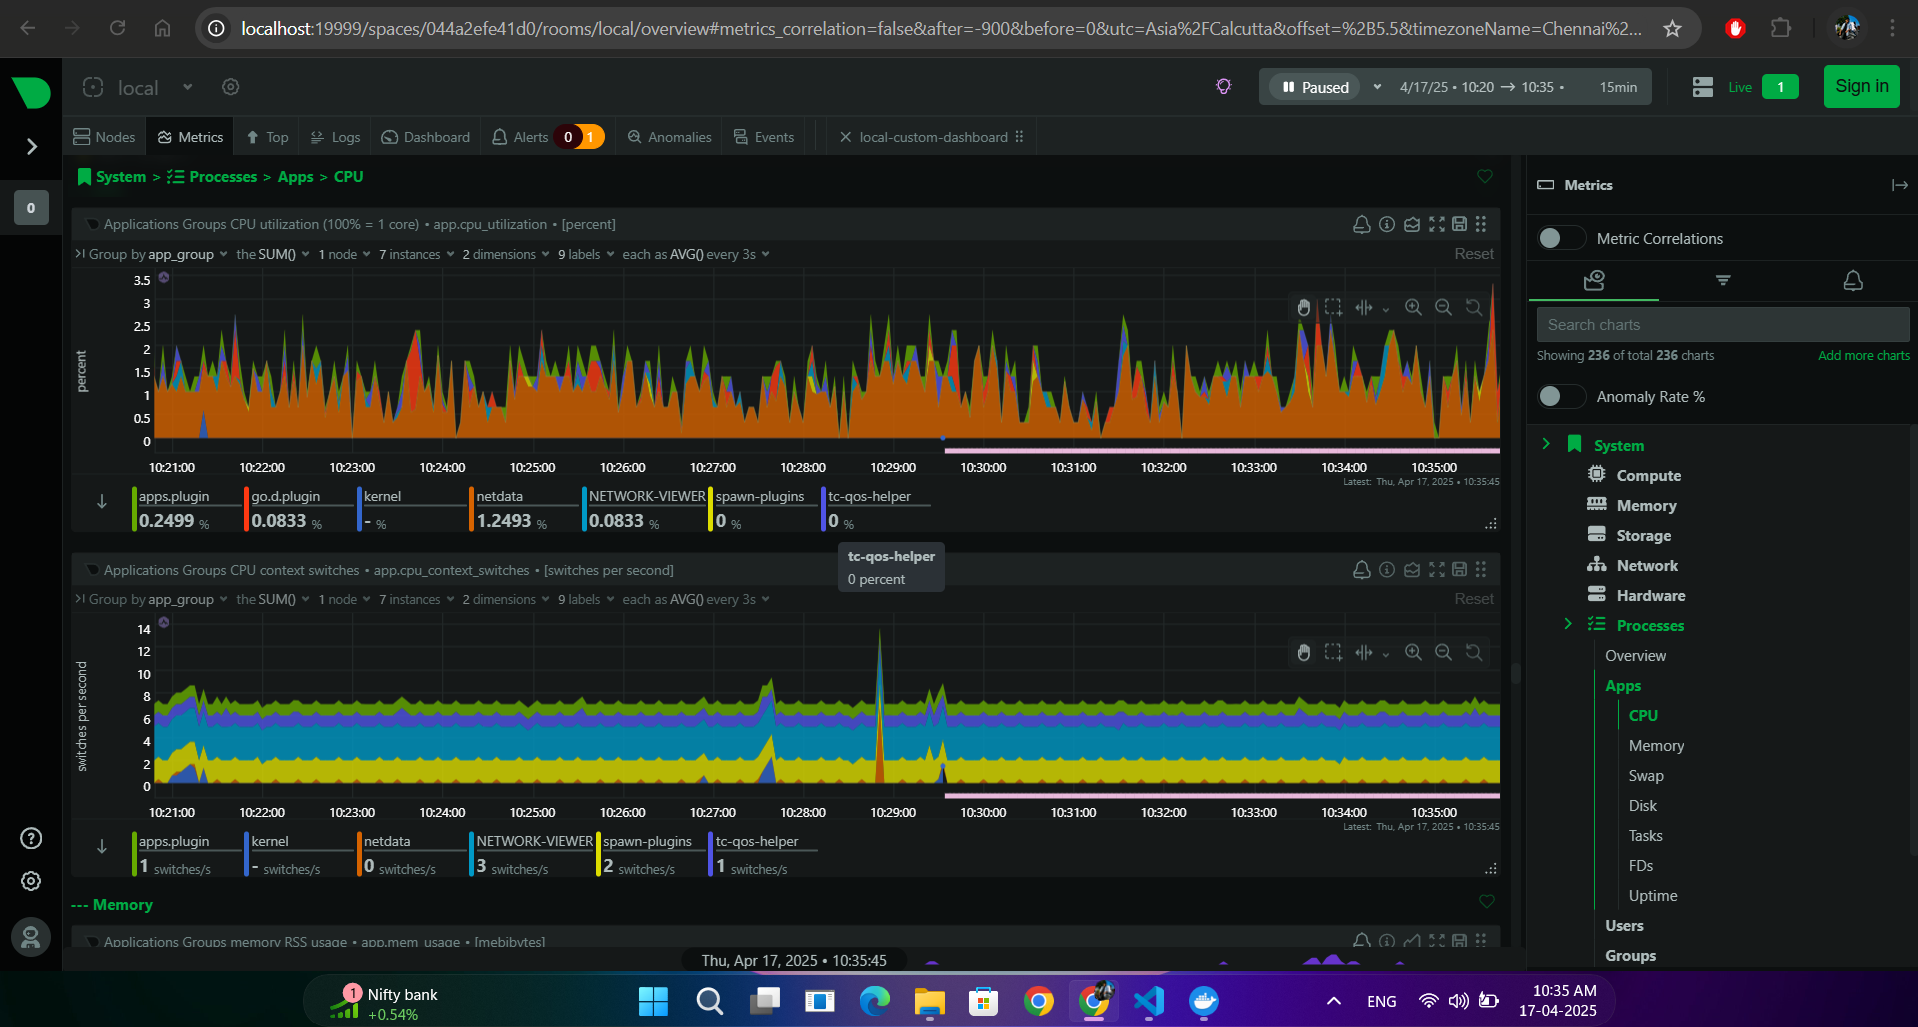 localhost:19999/spaces/044a2efe41d0/rooms/local/overview#metrics_correlation=false&after=-900&before=0&utc=Asia%2FCalcutta&offset=%2B5.5&timezoneName=Chennai%2...
local
Paused
4/17/25 • 10:20 → 10:35 •
15min
Live
1
Sign in
Nodes
Metrics
Top
Logs
Dashboard
Alerts 0 1
Anomalies
Events
local-custom-dashboard
0
System > Processes > Apps > CPU
Applications Groups CPU utilization (100% = 1 core) • app.cpu_utilization • [percent]
Group by app_group the SUM() 1 node 7 instances 2 dimensions 9 labels each as AVG() every 3s
Reset
percent
3.5
3
2.5
2
1.5
1
0.5
0
10:21:00 10:22:00 10:23:00 10:24:00 10:25:00 10:26:00 10:27:00 10:28:00 10:29:00 10:30:00 10:31:00 10:32:00 10:33:00 10:34:00 10:35:00
Latest: Thu, Apr 17, 2025 • 10:35:45
apps.plugin go.d.plugin kernel netdata NETWORK-VIEWER spawn-plugins tc-qos-helper
0.2499 % 0.0833 % - % 1.2493 % 0.0833 % 0 % 0 %
tc-qos-helper
0 percent
Applications Groups CPU context switches • app.cpu_context_switches • [switches per second]
Group by app_group the SUM() 1 node 7 instances 2 dimensions 9 labels each as AVG() every 3s
Reset
switches per second
14
12
10
8
6
4
2
0
10:21:00 10:22:00 10:23:00 10:24:00 10:25:00 10:26:00 10:27:00 10:28:00 10:29:00 10:30:00 10:31:00 10:32:00 10:33:00 10:34:00 10:35:00
Latest: Thu, Apr 17, 2025 • 10:35:45
apps.plugin kernel netdata NETWORK-VIEWER spawn-plugins tc-qos-helper
1 switches/s - switches/s 0 switches/s 3 switches/s 2 switches/s 1 switches/s
--- Memory
Applications Groups memory RSS usage • app.mem_usage • [mebibytes]
Thu, Apr 17, 2025 • 10:35:45
Metrics
Metric Correlations
Search charts
Showing 236 of total 236 charts
Add more charts
Anomaly Rate %
System
Compute
Memory
Storage
Network
Hardware
Processes
Overview
Apps
CPU
Memory
Swap
Disk
Tasks
FDs
Uptime
Users
Groups
1
Nifty bank
+0.54%
ENG
10:35 AM
17-04-2025